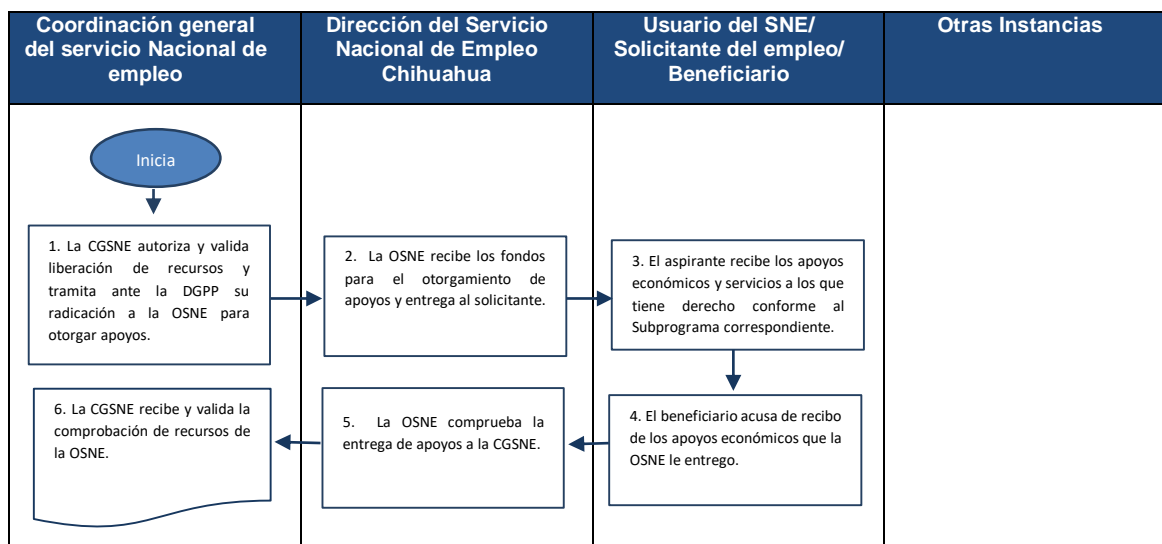 Coordinación general
del servicio Nacional de
empleo
Dirección del Servicio
Nacional de Empleo
Chihuahua
Usuario del SNE/
Solicitante del empleo/
Beneficiario
Otras Instancias
Inicia
1. La CGSNE autoriza y valida
liberación de recursos y
tramita ante la DGPP su
radicación a la OSNE para
otorgar apoyos.
2. La OSNE recibe los fondos
para el otorgamiento de
apoyos y entrega al solicitante.
3. El aspirante recibe los apoyos
económicos y servicios a los que
tiene derecho conforme al
Subprograma correspondiente.
4. El beneficiario acusa de recibo
de los apoyos económicos que la
OSNE le entrego.
5. La OSNE comprueba la
entrega de apoyos a la CGSNE.
6. La CGSNE recibe y valida la
comprobación de recursos de
la OSNE.